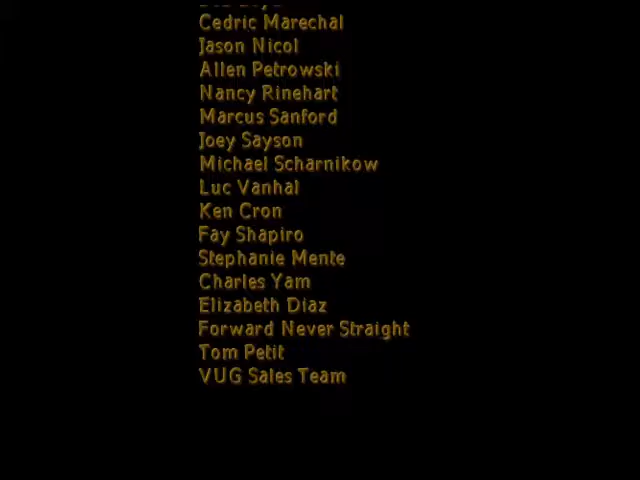 Cedric Marechal
Jason Nicol
Allen Petrowski
Nancy Rinehart
Marcus Sanford
Joey Sayson
Michael Scharnikow
Luc Vanhal
Ken Cron
Fay Shapiro
Stephanie Mente
Charles Yam
Elizabeth Diaz
Forward Never Straight
Tom Petit
VUG Sales Team